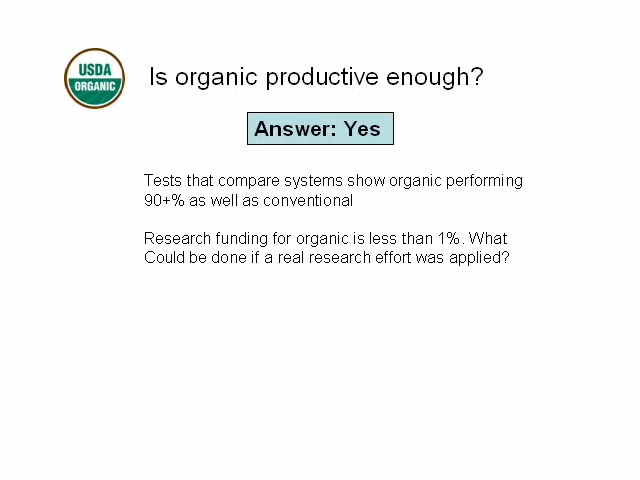 USDA
ORGANIC
Is organic productive enough?
Answer: Yes
Tests that compare systems show organic performing
90+% as well as conventional
Research funding for organic is less than 1%. What
Could be done if a real research effort was applied?